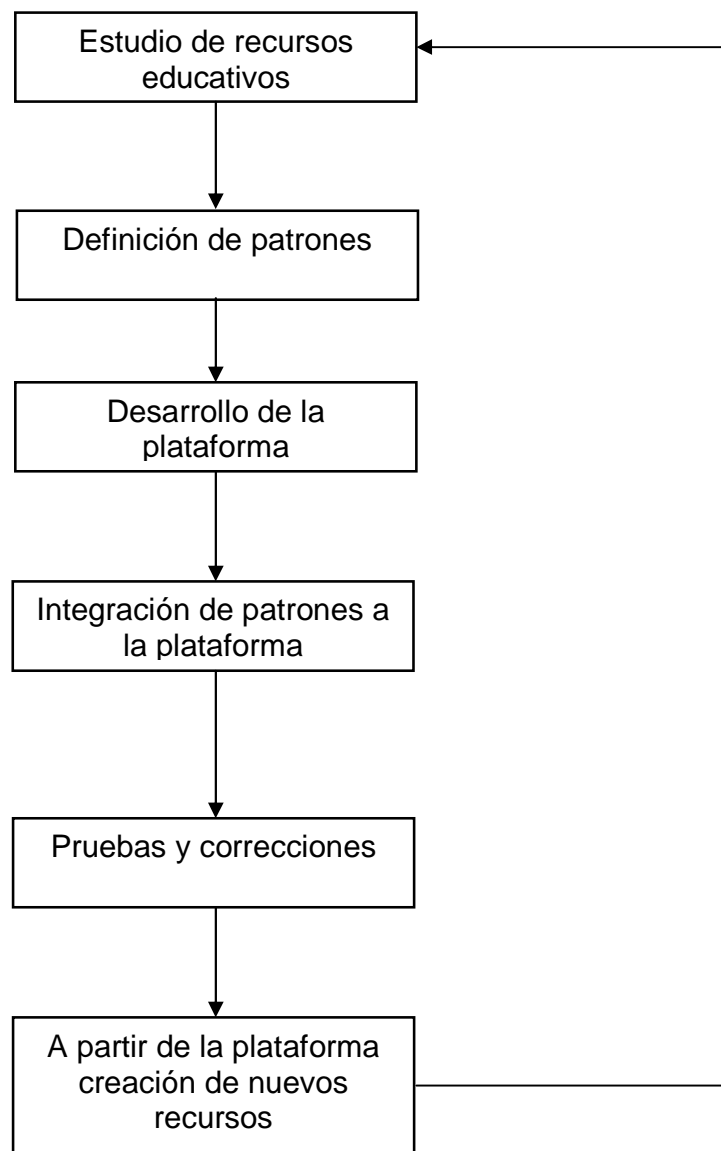 Estudio de recursos
educativos
Definición de patrones
Desarrollo de la
plataforma
Integración de patrones a
la plataforma
Pruebas y correcciones
A partir de la plataforma
creación de nuevos
recursos